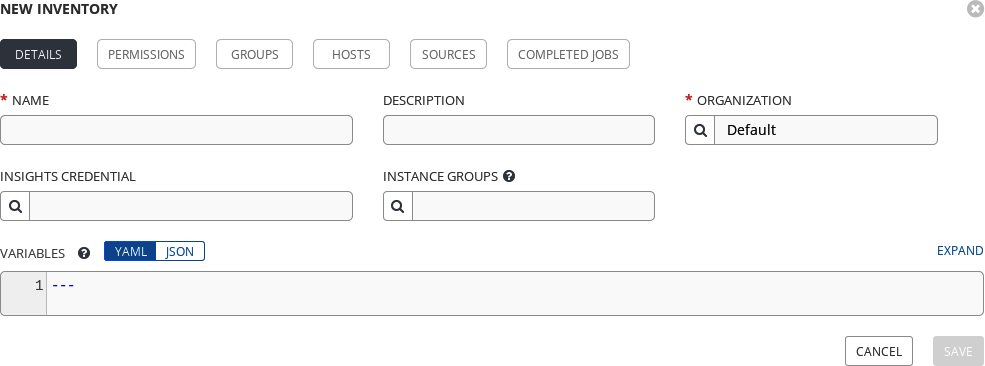 NEW INVENTORY
DETAILS PERMISSIONS GROUPS HOSTS SOURCES COMPLETED JOBS
* NAME DESCRIPTION * ORGANIZATION
Default
INSIGHTS CREDENTIAL INSTANCE GROUPS ?
VARIABLES ? YAML JSON EXPAND
1 ---
CANCEL SAVE